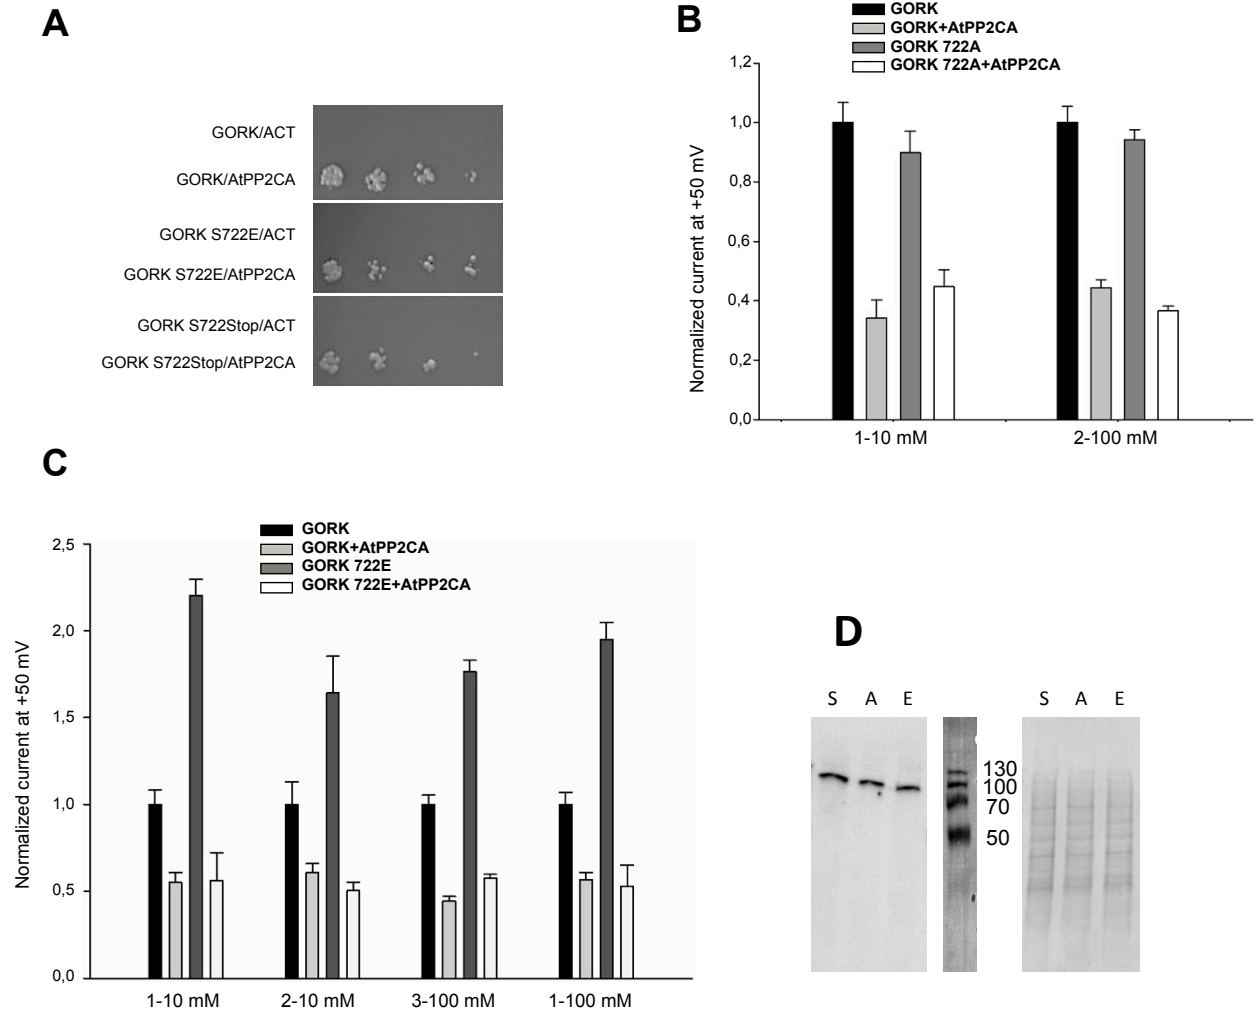 A
GORK/ACT
GORK/AtPP2CA
GORK S722E/ACT
GORK S722E/AtPP2CA
GORK S722Stop/ACT
GORK S722Stop/AtPP2CA
B
GORK
GORK+AtPP2CA
GORK 722A
GORK 722A+AtPP2CA
Normalized current at +50 mV
1,2
1,0
0,8
0,6
0,4
0,2
0,0
1-10 mM
2-100 mM
C
GORK
GORK+AtPP2CA
GORK 722E
GORK 722E+AtPP2CA
Normalized current at +50 mV
2,5
2,0
1,5
1,0
0,5
0,0
1-10 mM
2-10 mM
3-100 mM
1-100 mM
D
S A E
S A E
130
100
70
50